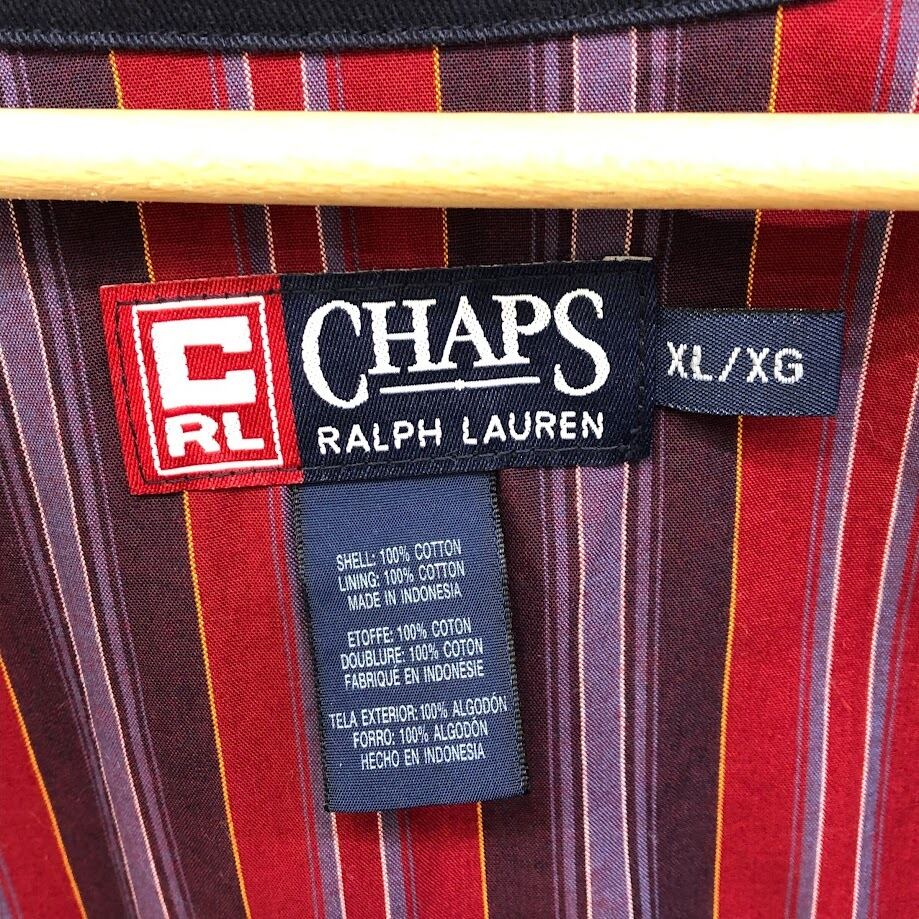 C
RL
CHAPS
RALPH LAUREN
XL/XG
SHELL: 100% COTTON
LINING: 100% COTTON
MADE IN INDONESIA
ETOFFE: 100% COTON
DOUBLURE: 100% COTON
FABRIQUÉ EN INDONESIE
TELA EXTERIOR: 100% ALGODÓN
FORRO: 100% ALGODÓN
HECHO EN INDONESIA